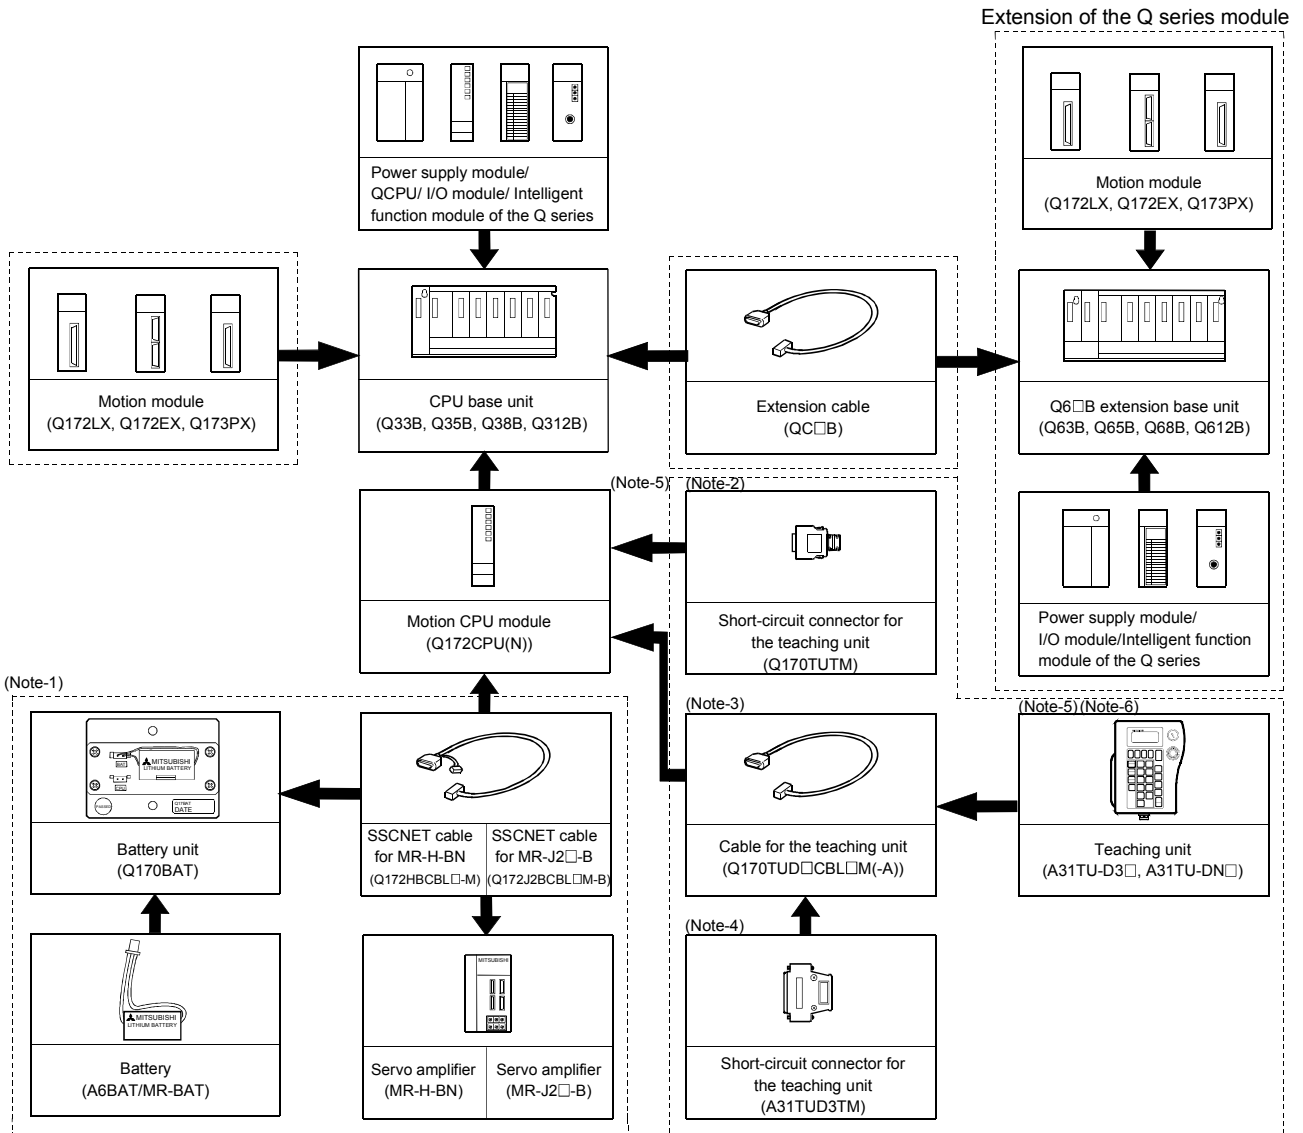 Extension of the Q series module
Power supply module/
QCPU/ I/O module/ Intelligent
function module of the Q series
Motion module
(Q172LX, Q172EX, Q173PX)
Motion module
(Q172LX, Q172EX, Q173PX)
CPU base unit
(Q33B, Q35B, Q38B, Q312B)
Extension cable
(QC□B)
Q6□B extension base unit
(Q63B, Q65B, Q68B, Q612B)
(Note-5)
(Note-2)
Motion CPU module
(Q172CPU(N))
Short-circuit connector for
the teaching unit
(Q170TUTM)
Power supply module/
I/O module/Intelligent function
module of the Q series
(Note-1)
(Note-3)
(Note-5)(Note-6)
BAT
MITSUBISHI
LITHIUM BATTERY
CPU
PASSED
Q170BAT
DATE
Battery unit
(Q170BAT)
SSCNET cable
for MR-H-BN
(Q172HBCBL□-M)
SSCNET cable
for MR-J2□-B
(Q172J2BCBL□M-B)
Cable for the teaching unit
(Q170TUD□CBL□M(-A))
Teaching unit
(A31TU-D3□, A31TU-DN□)
(Note-4)
MITSUBISHI
LITHIUM BATTERY
Battery
(A6BAT/MR-BAT)
MITSUBISHI
Servo amplifier
(MR-H-BN)
Servo amplifier
(MR-J2□-B)
Short-circuit connector for
the teaching unit
(A31TUD3TM)